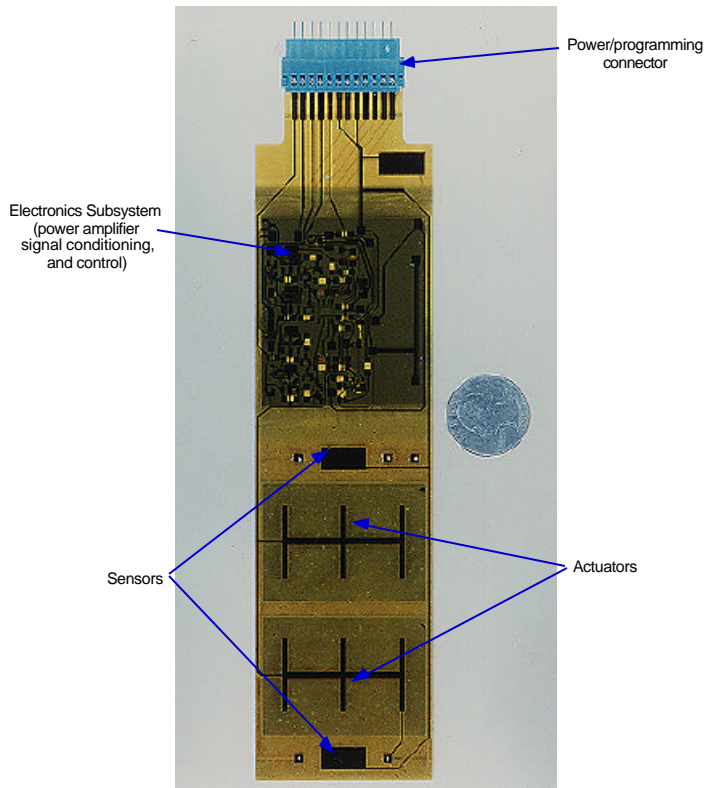 Power/programming
connector
Electronics Subsystem
(power amplifier
signal conditioning,
and control)
Sensors
Actuators